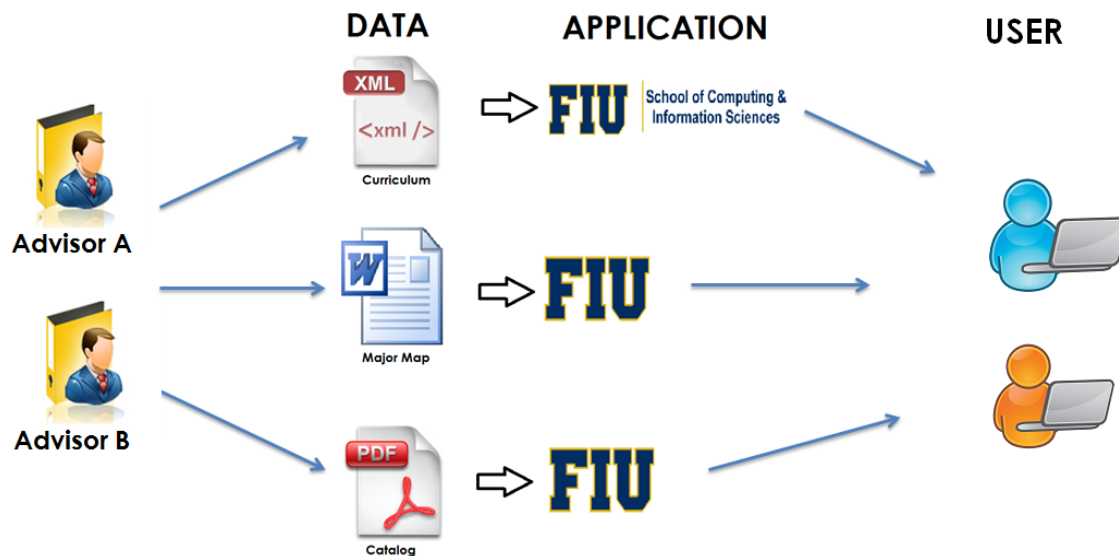 DATA
APPLICATION
USER
XML
<xml />
Curriculum
FIU
School of Computing &
Information Sciences
Advisor A
W
Major Map
FIU
Advisor B
PDF
Catalog
FIU